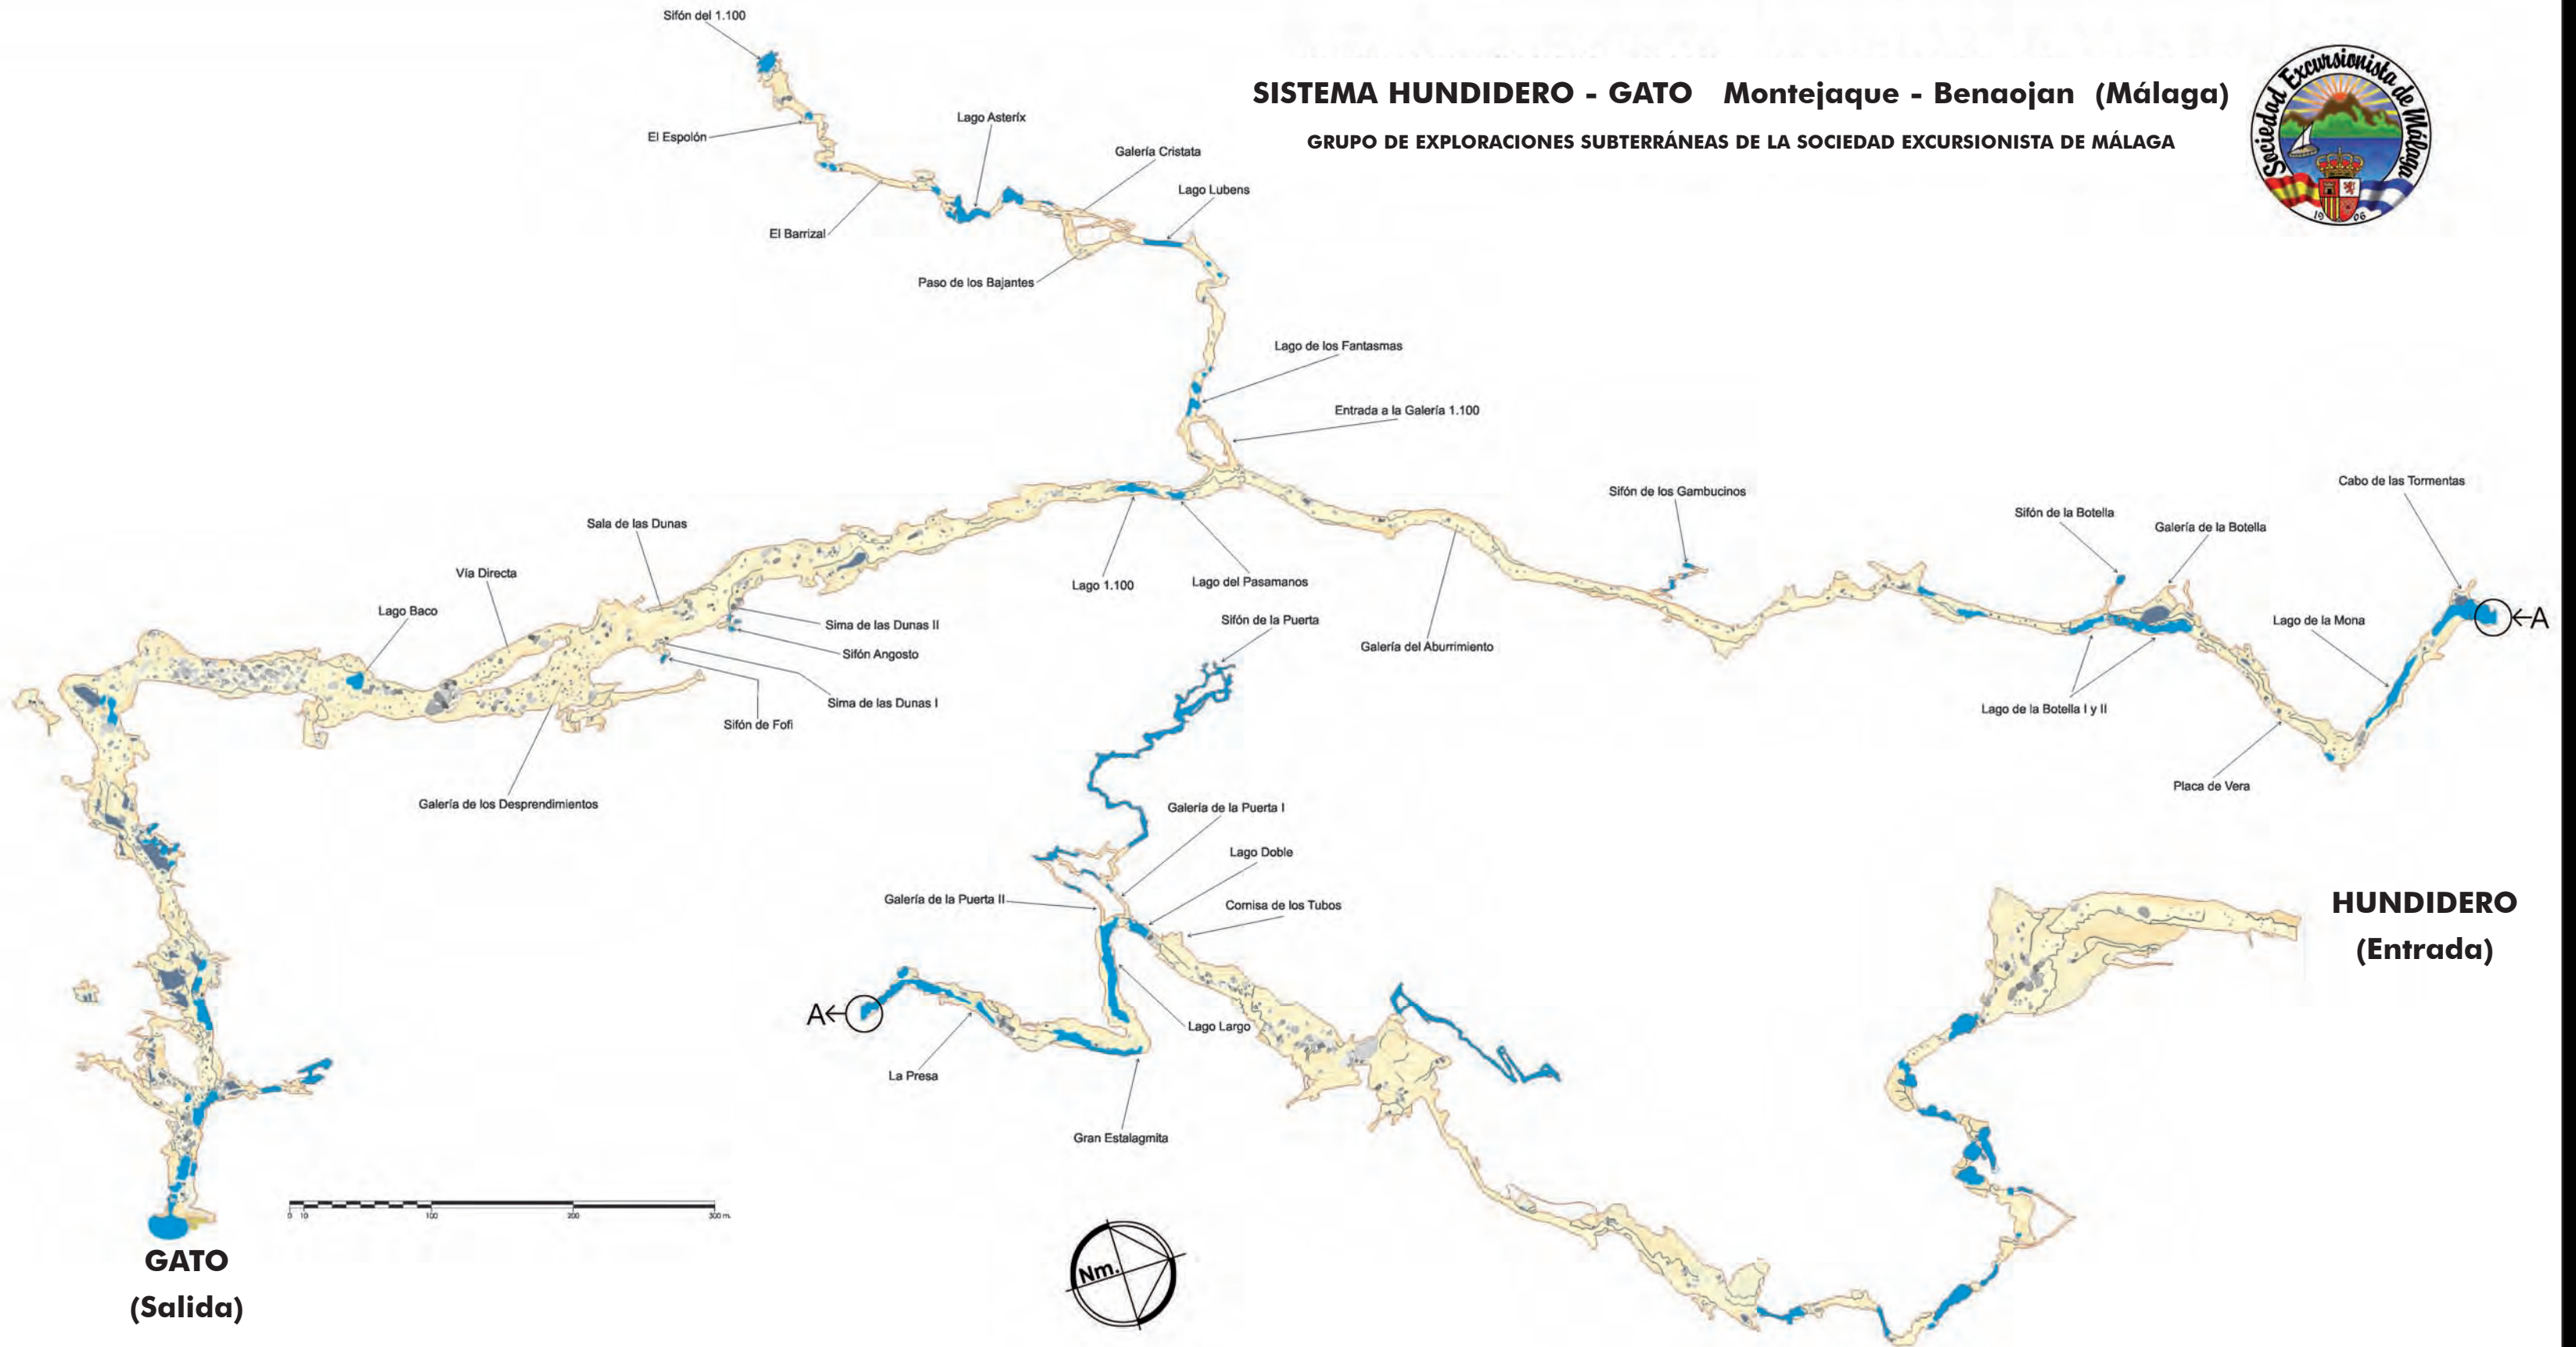 Sifón del 1.100
SISTEMA HUNDIDERO - GATO   Montejaque - Benaojan  (Málaga)
GRUPO DE EXPLORACIONES SUBTERRÁNEAS DE LA SOCIEDAD EXCURSIONISTA DE MÁLAGA
Sociedad Excursionista de Málaga
19 06
El Espolón
Lago Asteríx
Galería Cristata
Lago Lubens
El Barrizal
Paso de los Bajantes
Lago de los Fantasmas
Entrada a la Galería 1.100
Sifón de los Gambucinos
Cabo de las Tormentas
Sifón de la Botella
Galería de la Botella
Sala de las Dunas
Vía Directa
Lago Baco
Lago 1.100
Lago del Pasamanos
Sifón de la Puerta
Galería del Aburrimiento
Sima de las Dunas II
Sifón Angosto
Sima de las Dunas I
Sifón de Fofi
Lago de la Mona
←A
Lago de la Botella I y II
Placa de Vera
Galería de los Desprendimientos
Galería de la Puerta I
Lago Doble
Galería de la Puerta II
Cornisa de los Tubos
HUNDIDERO
(Entrada)
A←
Lago Largo
La Presa
Gran Estalagmita
0 10 100 200 300 m.
Nm.
GATO
(Salida)